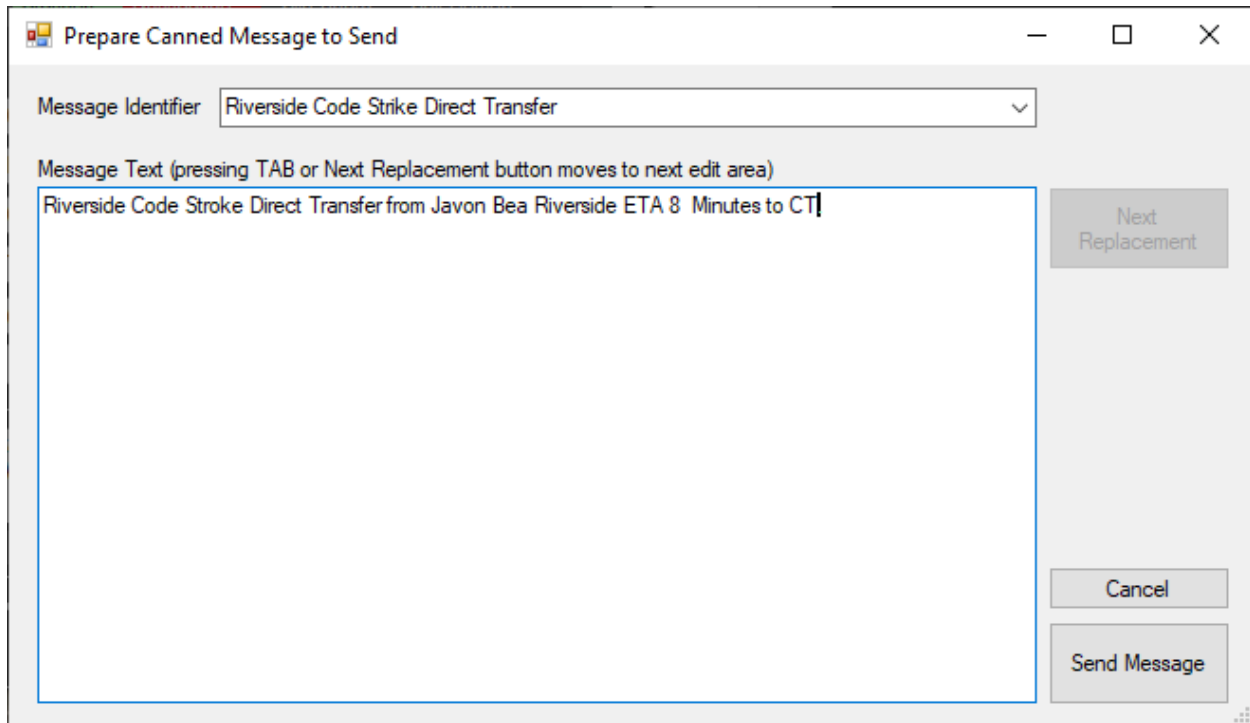 Prepare Canned Message to Send
Message Identifier Riverside Code Strike Direct Transfer
Message Text (pressing TAB or Next Replacement button moves to next edit area)
Riverside Code Stroke Direct Transfer from Javon Bea Riverside ETA 8  Minutes to CT.
Next
Replacement
Cancel
Send Message